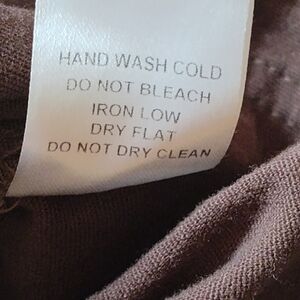 HAND WASH COLD
DO NOT BLEACH
IRON LOW
DRY FLAT
DO NOT DRY CLEAN